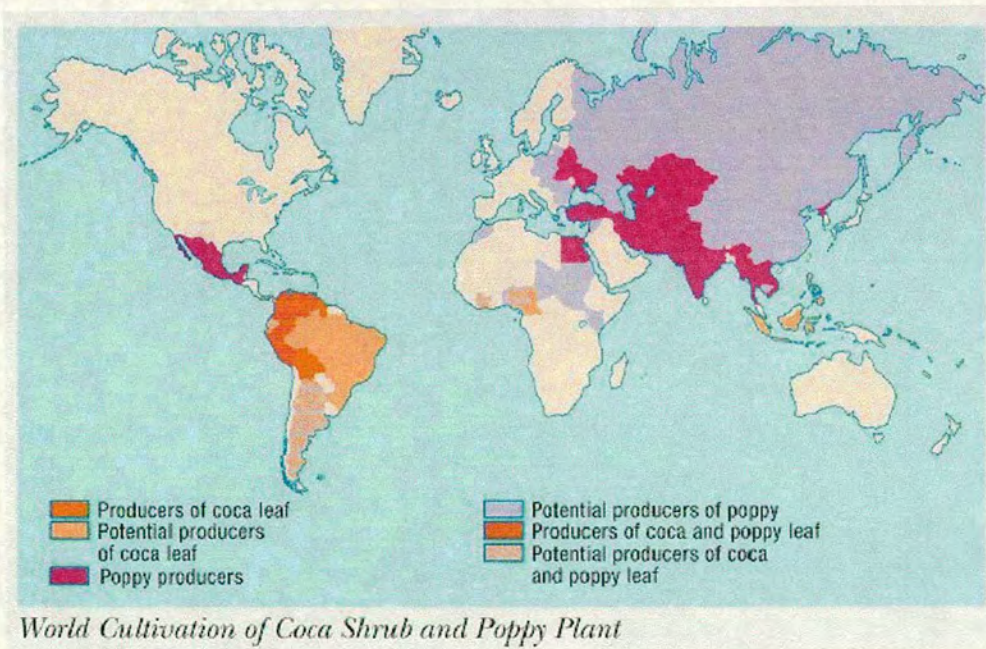 Producers of coca leaf
Potential producers
of coca leaf
Poppy producers
Potential producers of poppy
Producers of coca and poppy leaf
Potential producers of coca
and poppy leaf
World Cultivation of Coca Shrub and Poppy Plant